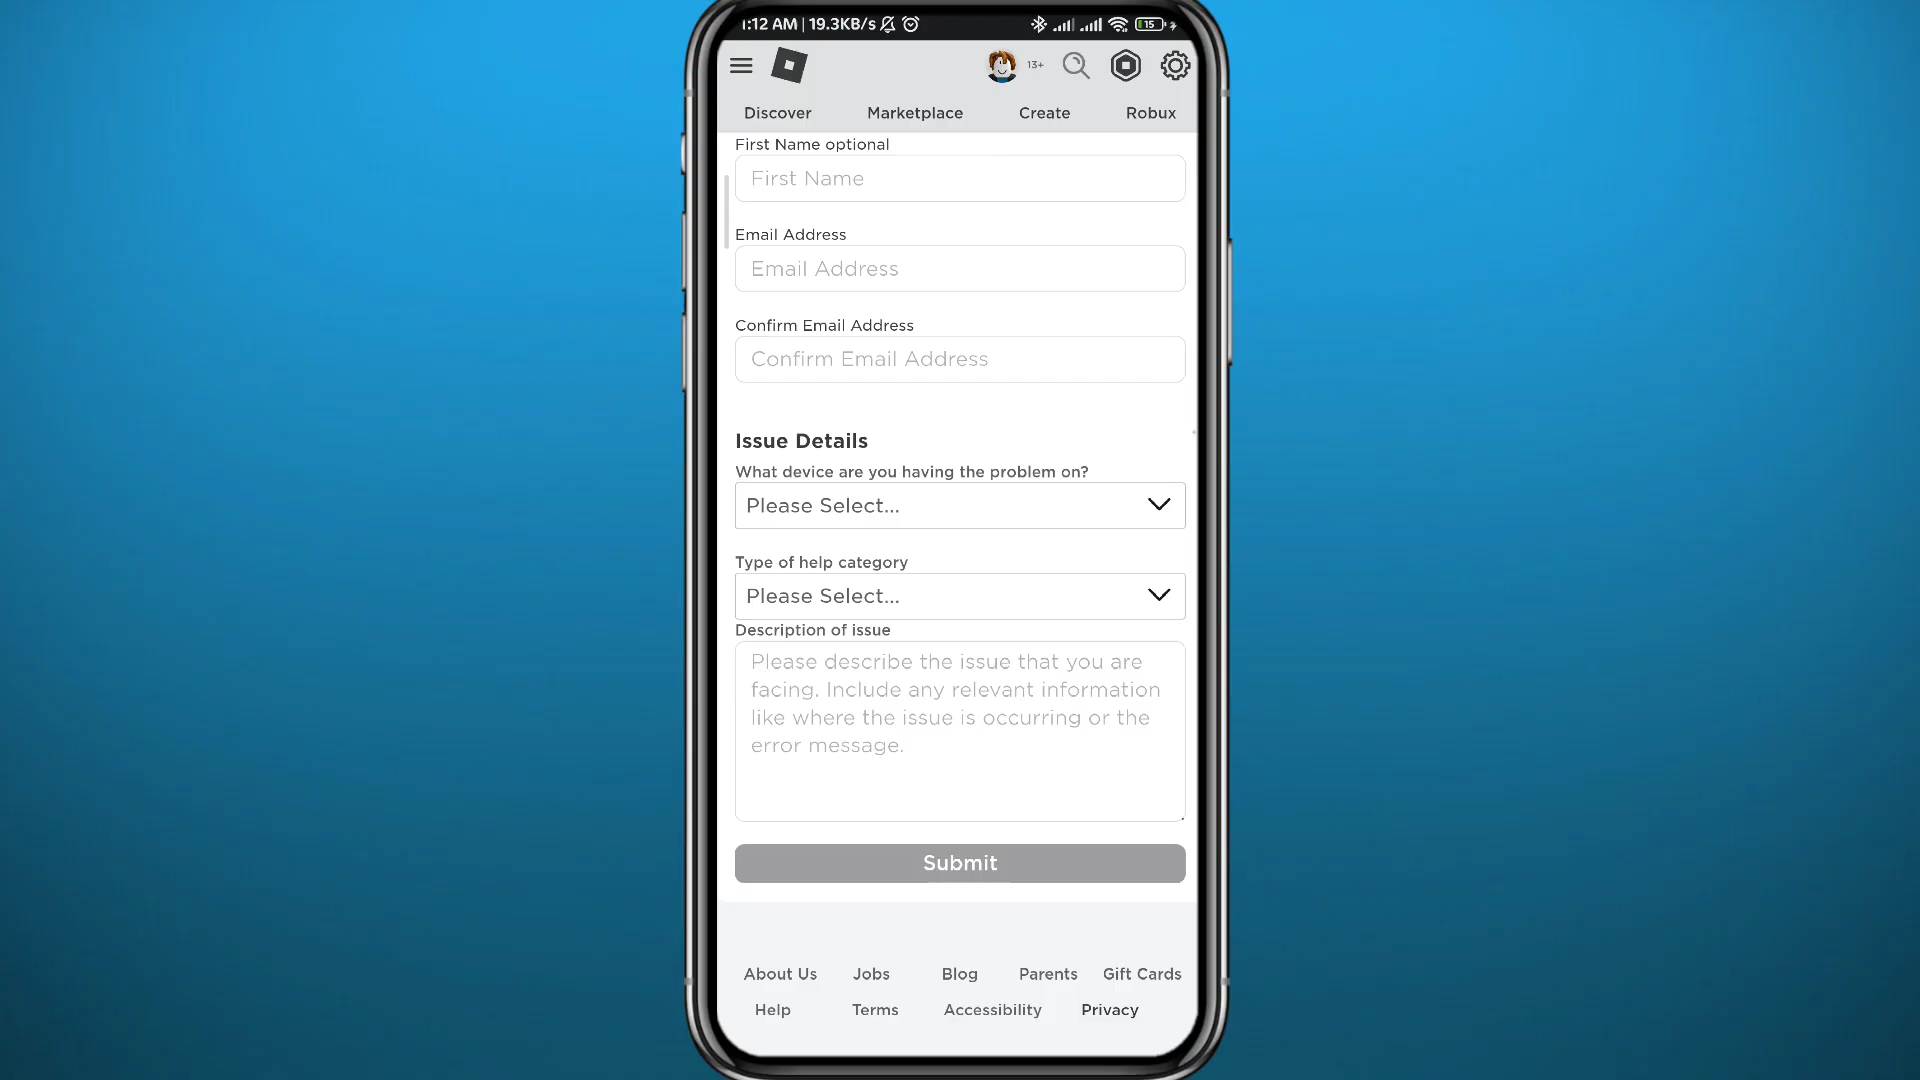 1:12 AM | 19.3KB/s
15
13+
Discover Marketplace Create Robux
First Name optional
First Name
Email Address
Email Address
Confirm Email Address
Confirm Email Address
Issue Details
What device are you having the problem on?
Please Select...
Type of help category
Please Select...
Description of issue
Please describe the issue that you are
facing. Include any relevant information
like where the issue is occurring or the
error message.
Submit
About Us Jobs Blog Parents Gift Cards
Help Terms Accessibility Privacy